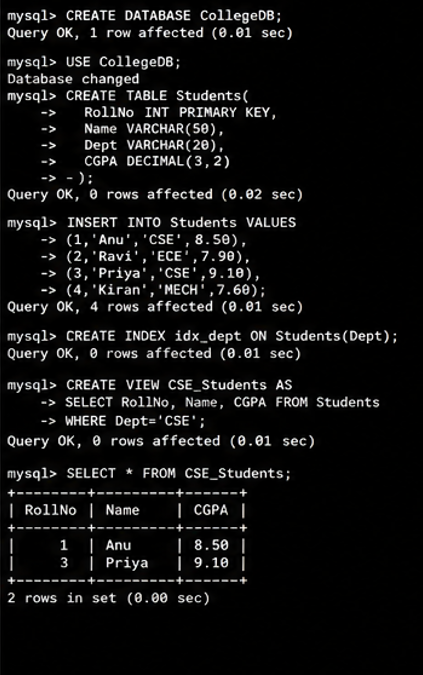 mysql> CREATE DATABASE CollegeDB;
Query OK, 1 row affected (0.01 sec)
mysql> USE CollegeDB;
Database changed
mysql> CREATE TABLE Students(
    ->   RollNo INT PRIMARY KEY,
    ->   Name VARCHAR(50),
    ->   Dept VARCHAR(20),
    ->   CGPA DECIMAL(3,2)
    -> -);
Query OK, 0 rows affected (0.02 sec)
mysql> INSERT INTO Students VALUES
    -> (1,'Anu','CSE',8.50),
    -> (2,'Ravi','ECE',7.90),
    -> (3,'Priya','CSE',9.10),
    -> (4,'Kiran','MECH',7.60);
Query OK, 4 rows affected (0.01 sec)
mysql> CREATE INDEX idx_dept ON Students(Dept);
Query OK, 0 rows affected (0.01 sec)
mysql> CREATE VIEW CSE_Students AS
    -> SELECT RollNo, Name, CGPA FROM Students
    -> WHERE Dept='CSE';
Query OK, 0 rows affected (0.01 sec)
mysql> SELECT * FROM CSE_Students;
+--------+---------+------+
| RollNo | Name    | CGPA |
+--------+---------+------+
|      1 | Anu     | 8.50 |
|      3 | Priya   | 9.10 |
+--------+---------+------+
2 rows in set (0.00 sec)